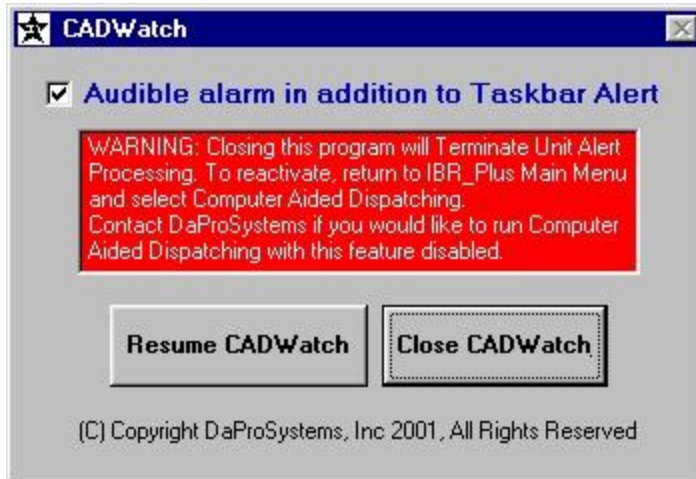 CADWatch
Audible alarm in addition to Taskbar Alert
WARNING: Closing this program will Terminate Unit Alert
Processing. To reactivate, return to IBR_Plus Main Menu
and select Computer Aided Dispatching.
Contact DaProSystems if you would like to run Computer
Aided Dispatching with this feature disabled.
Resume CADWatch
Close CADWatch
(C) Copyright DaProSystems, Inc 2001, All Rights Reserved